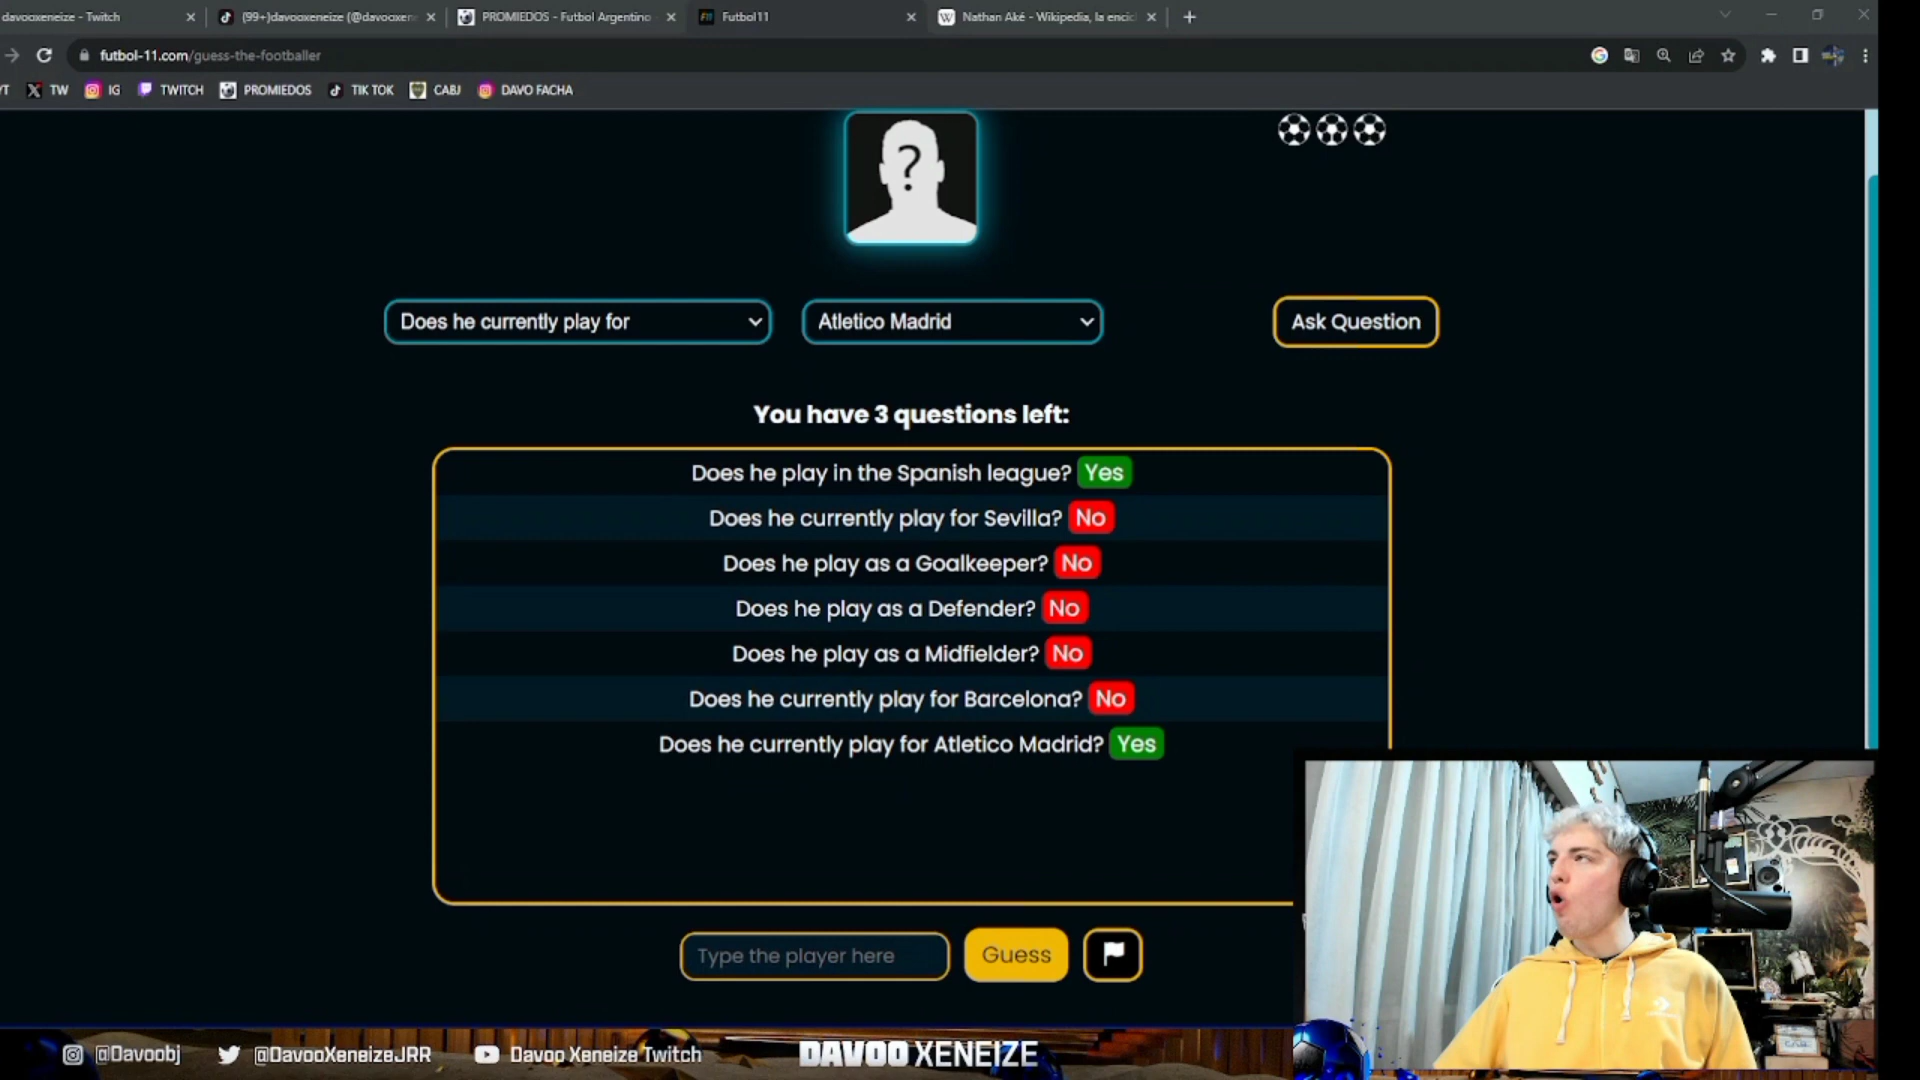 davooxeneize - Twitch
(99+)davooxeneize (@davooxen
PROMIEDOS - Futbol Argentino
Futbol11
Nathan Aké - Wikipedia, la encic
futbol-11.com/guess-the-footballer
YT
TW
IG
TWITCH
PROMIEDOS
TIK TOK
CABJ
DAVO FACHA
?
Does he currently play for
Atletico Madrid
Ask Question
You have 3 questions left:
Does he play in the Spanish league? Yes
Does he currently play for Sevilla? No
Does he play as a Goalkeeper? No
Does he play as a Defender? No
Does he play as a Midfielder? No
Does he currently play for Barcelona? No
Does he currently play for Atletico Madrid? Yes
Type the player here
Guess
@Davoobj
@DavooXeneizeJRR
Davoo Xeneize Twitch
DAVOO XENEIZE